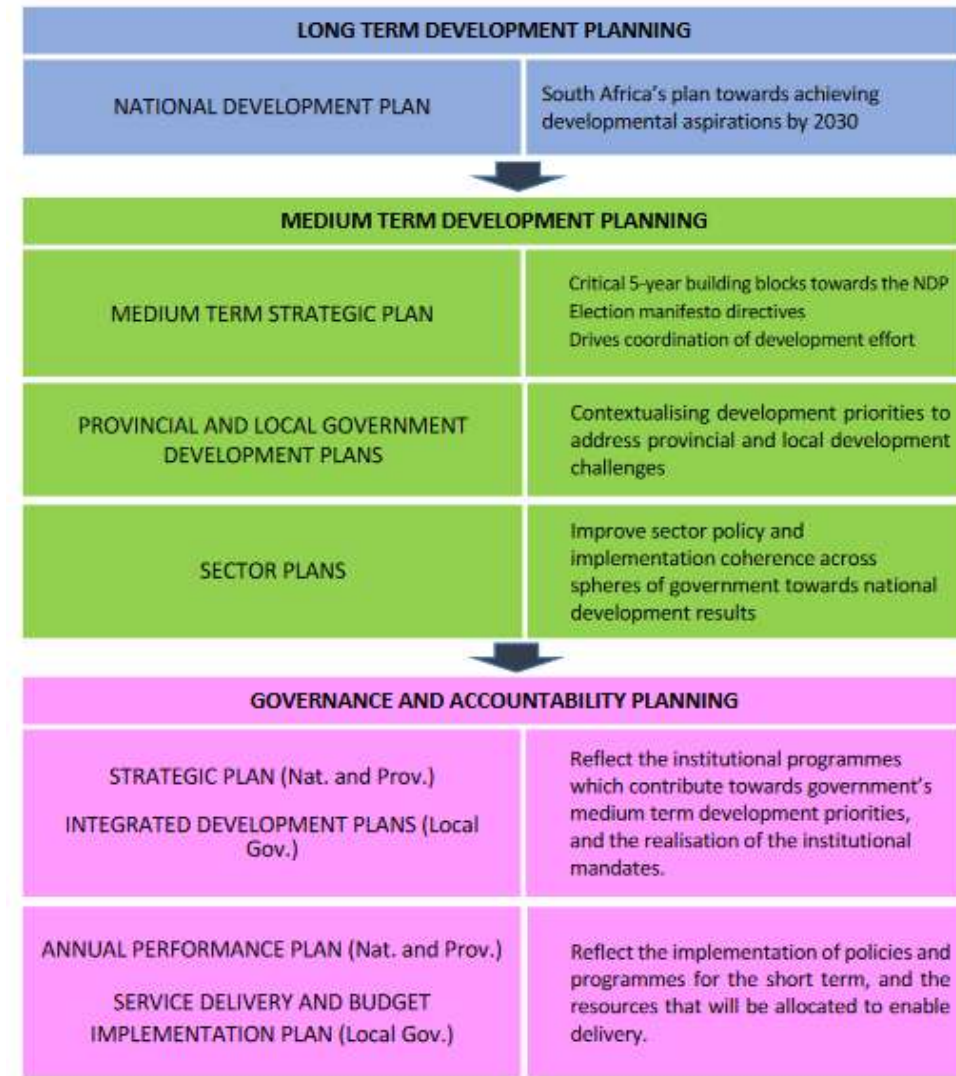 LONG TERM DEVELOPMENT PLANNING
NATIONAL DEVELOPMENT PLAN
South Africa's plan towards achieving
developmental aspirations by 2030
MEDIUM TERM DEVELOPMENT PLANNING
MEDIUM TERM STRATEGIC PLAN
Critical 5-year building blocks towards the NDP
Election manifesto directives
Drives coordination of development effort
PROVINCIAL AND LOCAL GOVERNMENT
DEVELOPMENT PLANS
Contextualising development priorities to
address provincial and local development
challenges
SECTOR PLANS
Improve sector policy and
implementation coherence across
spheres of government towards national
development results
GOVERNANCE AND ACCOUNTABILITY PLANNING
STRATEGIC PLAN (Nat. and Prov.)
INTEGRATED DEVELOPMENT PLANS (Local
Gov.)
Reflect the institutional programmes
which contribute towards government's
medium term development priorities,
and the realisation of the institutional
mandates.
ANNUAL PERFORMANCE PLAN (Nat. and Prov.)
SERVICE DELIVERY AND BUDGET
IMPLEMENTATION PLAN (Local Gov.)
Reflect the implementation of policies and
programmes for the short term, and the
resources that will be allocated to enable
delivery.